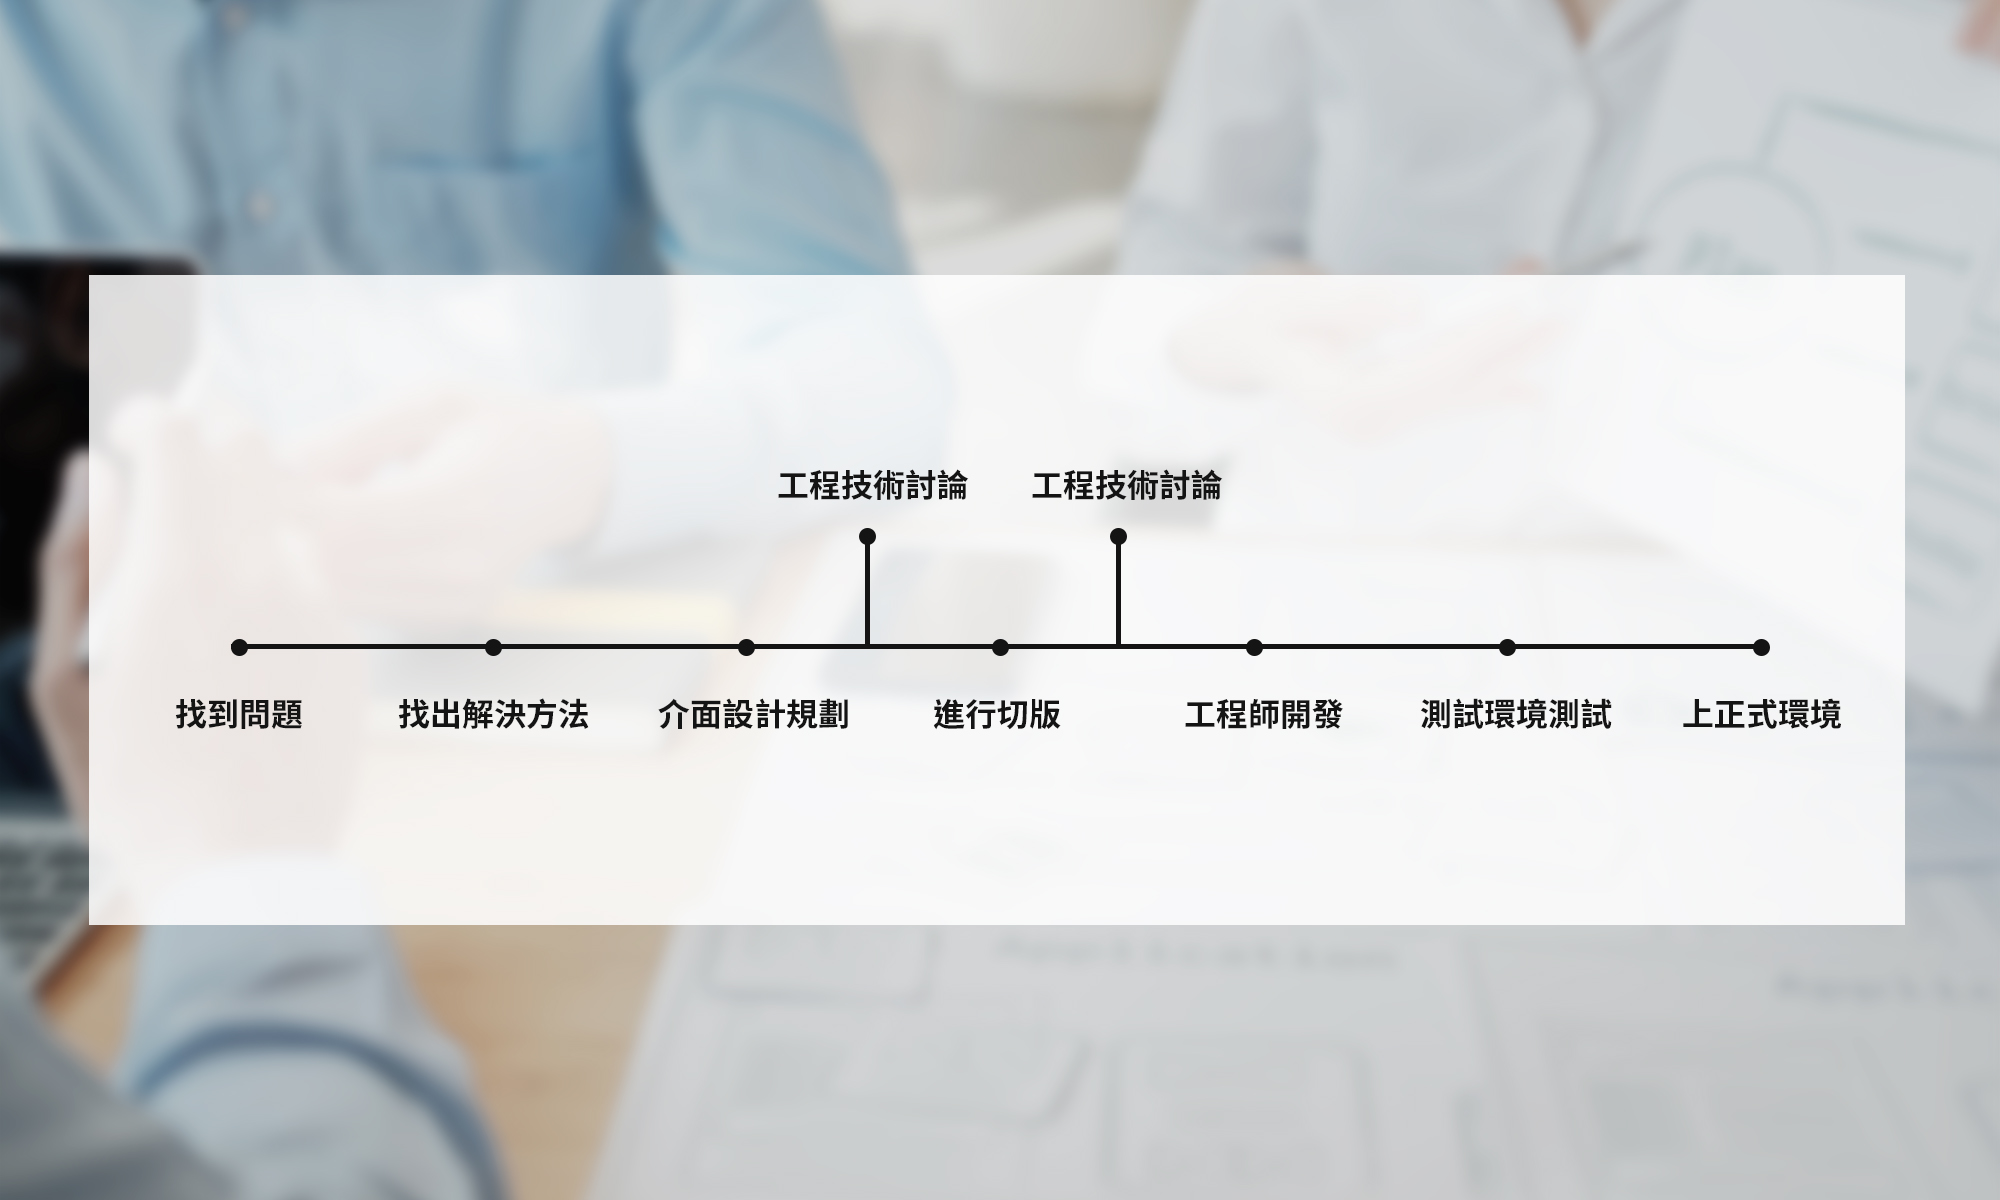 工程技術討論
工程技術討論
找到問題
找出解決方法
介面設計規劃
進行切版
工程師開發
測試環境測試
上正式環境